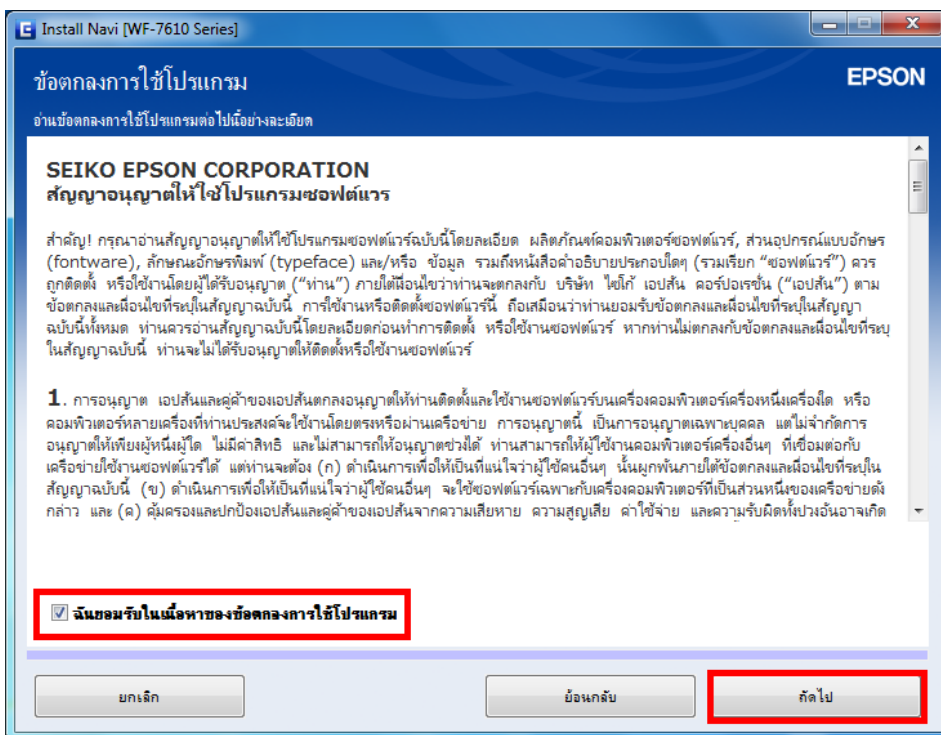 Install Navi [WF-7610 Series]
ข้อตกลงการใช้โปรแกรม
EPSON
อ่านข้อตกลงการใช้โปรแกรมต่อไปนี้อย่างละเอียด
SEIKO EPSON CORPORATION
สัญญาอนุญาตให้ใช้โปรแกรมซอฟต์แวร
สำคัญ! กรุณาอ่านสัญญาอนุญาตให้ใช้โปรแกรมซอฟต์แวร์ฉบับนี้โดยละเอียด ผลิตภัณฑ์คอมพิวเตอร์ซอฟต์แวร์, ส่วนอุปกรณ์แบบอักษร
(fontware), ลักษณะอักษรพิมพ์ (typeface) และ/หรือ ข้อมูล รวมถึงหนังสือคำอธิบายประกอบใดๆ (รวมเรียก “ซอฟต์แวร์”) ควร
ถูกติดตั้ง หรือใช้งานโดยผู้ได้รับอนุญาต (“ท่าน”) ภายใต้เงื่อนไขว่าท่านจะตกลงกับ บริษัท ไซโก้ เอปสัน คอร์ปอเรชั่น (“เอปสัน”) ตาม
ข้อตกลงและเงื่อนไขที่ระบุในสัญญาฉบับนี้ การใช้งานหรือติดตั้งซอฟต์แวร์นี้ ถือเสมือนว่าท่านยอมรับข้อตกลงและเงื่อนไขในสัญญา
ฉบับนี้ทั้งหมด ท่านควรอ่านสัญญาฉบับนี้โดยละเอียดก่อนทำการติดตั้ง หรือใช้งานซอฟต์แวร์ หากท่านไม่ตกลงกับข้อตกลงและเงื่อนไขที่ระบุ
ในสัญญาฉบับนี้ ท่านจะไม่ได้รับอนุญาตให้ติดตั้งหรือใช้งานซอฟต์แวร์
1. การอนุญาต เอปสันและคู่ค้าของเอปสันตกลงอนุญาตให้ท่านติดตั้งและใช้งานซอฟต์แวร์บนเครื่องคอมพิวเตอร์เครื่องหนึ่งเครื่องใด หรือ
คอมพิวเตอร์หลายเครื่องที่ท่านประสงค์จะใช้งานโดยตรงหรือผ่านเครือข่าย การอนุญาตนี้ เป็นการอนุญาตเฉพาะบุคคล แต่ไม่จำกัดการ
อนุญาตให้เพียงผู้หนึ่งผู้ใด ไม่มีค่าสิทธิ และไม่สามารถให้อนุญาตช่วงได้ ท่านสามารถให้ผู้ใช้งานคอมพิวเตอร์เครื่องอื่นๆ ที่เชื่อมต่อกับ
เครือข่ายใช้งานซอฟต์แวร์ได้ แต่ท่านจะต้อง (ก) ดำเนินการเพื่อให้เป็นที่แน่ใจว่าผู้ใช้คนอื่นๆ นั้นผูกพันภายใต้ข้อตกลงและเงื่อนไขที่ระบุใน
สัญญาฉบับนี้ (ข) ดำเนินการเพื่อให้เป็นที่แน่ใจว่าผู้ใช้คนอื่นๆ จะใช้ซอฟต์แวร์เฉพาะกับเครื่องคอมพิวเตอร์ที่เป็นส่วนหนึ่งของเครือข่ายดัง
กล่าว และ (ค) คุ้มครองและปกป้องเอปสันและคู่ค้าของเอปสันจากความเสียหาย ความสูญเสีย ค่าใช้จ่าย และความรับผิดทั้งปวงอันอาจเกิด
ฉันยอมรับในเนื้อหาของข้อตกลงการใช้โปรแกรม
ยกเลิก
ย้อนกลับ
ถัดไป